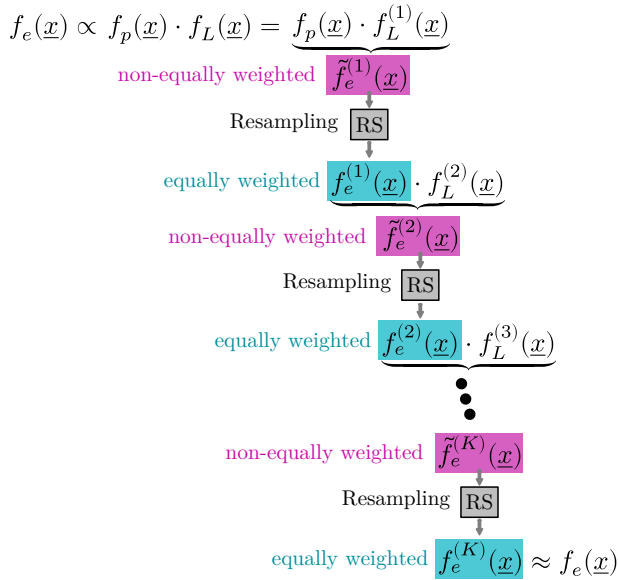 f_e(x) ∝ f_p(x) · f_L(x) = f_p(x) · f_L^(1)(x)
non-equally weighted f̃_e^(1)(x)
Resampling RS
equally weighted f_e^(1)(x) · f_L^(2)(x)
non-equally weighted f̃_e^(2)(x)
Resampling RS
equally weighted f_e^(2)(x) · f_L^(3)(x)
non-equally weighted f̃_e^(K)(x)
Resampling RS
equally weighted f_e^(K)(x) ≈ f_e(x)